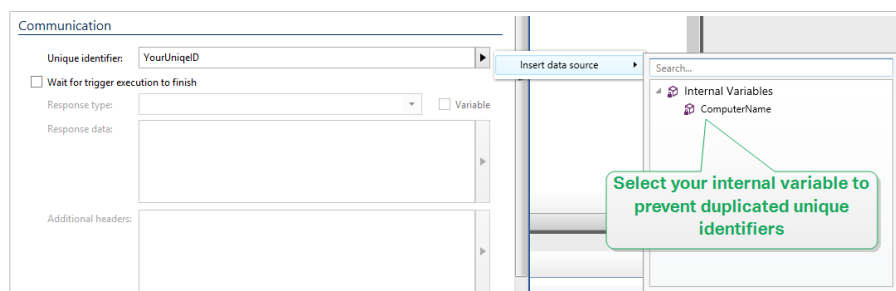 Communication
Unique identifier: YourUniqeID
Insert data source
Search...
Wait for trigger execution to finish
Internal Variables
Response type:
Variable
ComputerName
Response data:
Select your internal variable to
prevent duplicated unique
identifiers
Additional headers: